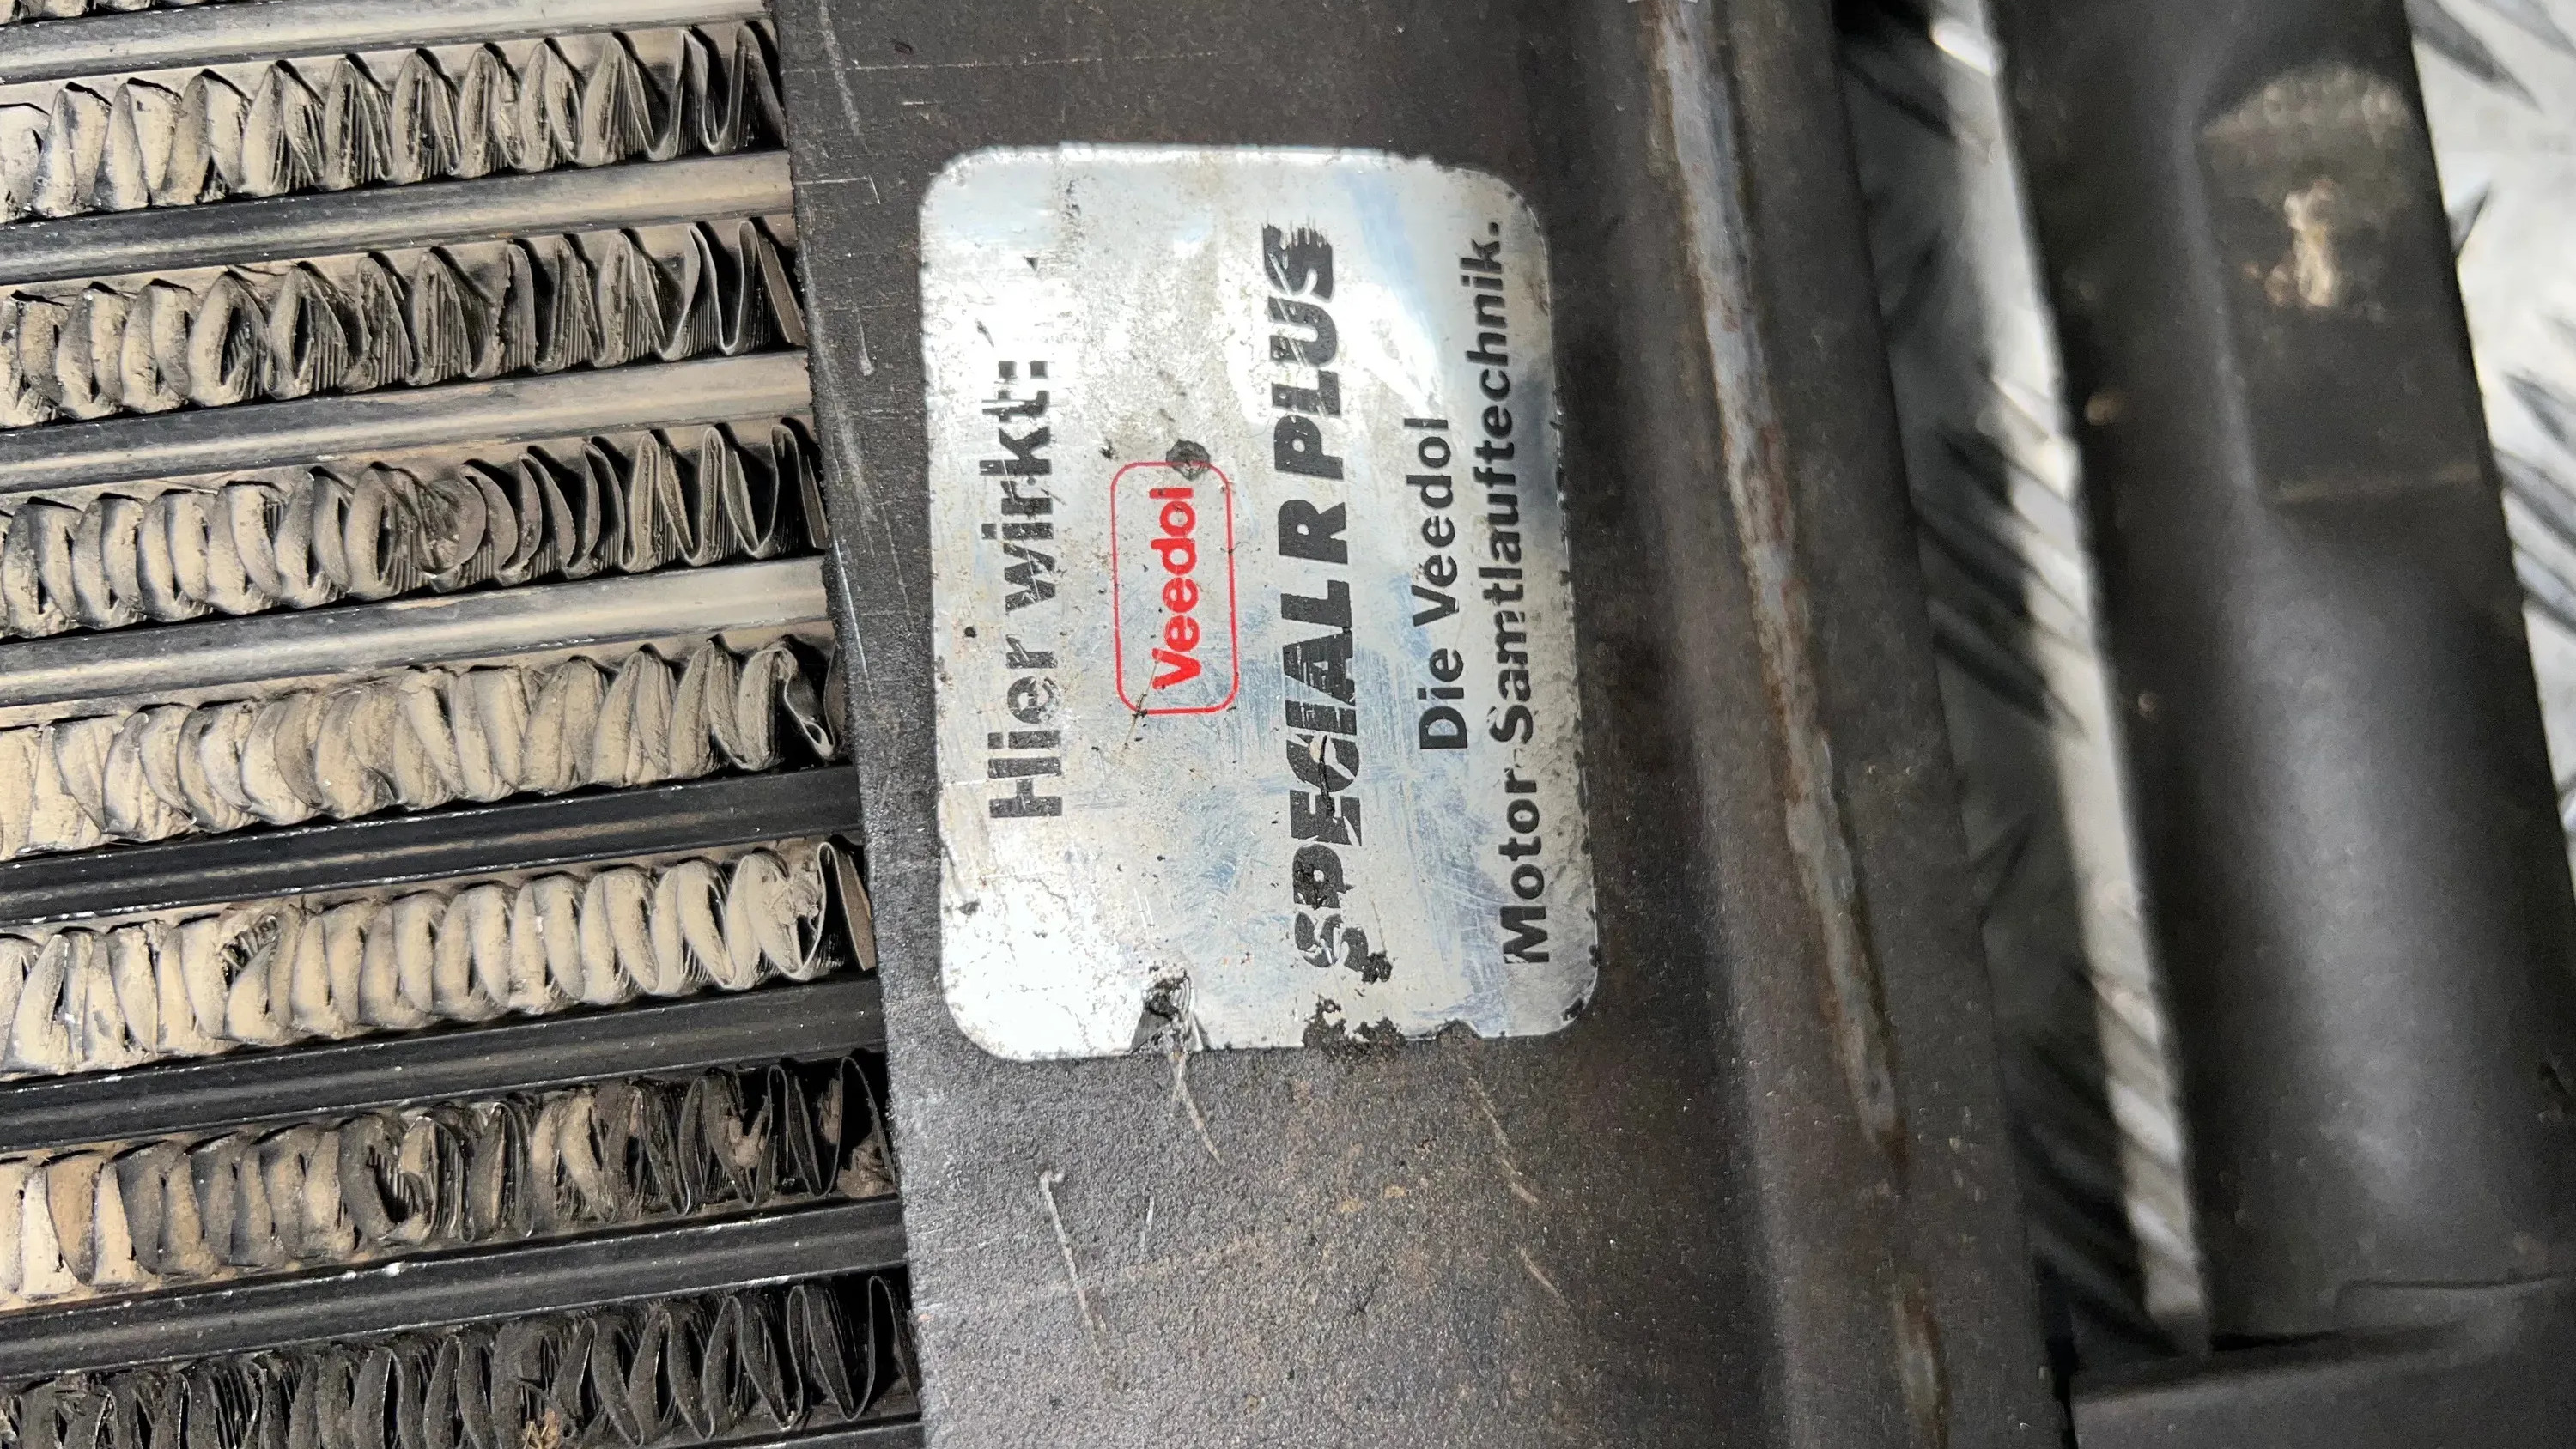 Hier wirkt:
Veedol
SPECIAL R PLUS
Die Veedol
Motor-Samtlauftechnik.